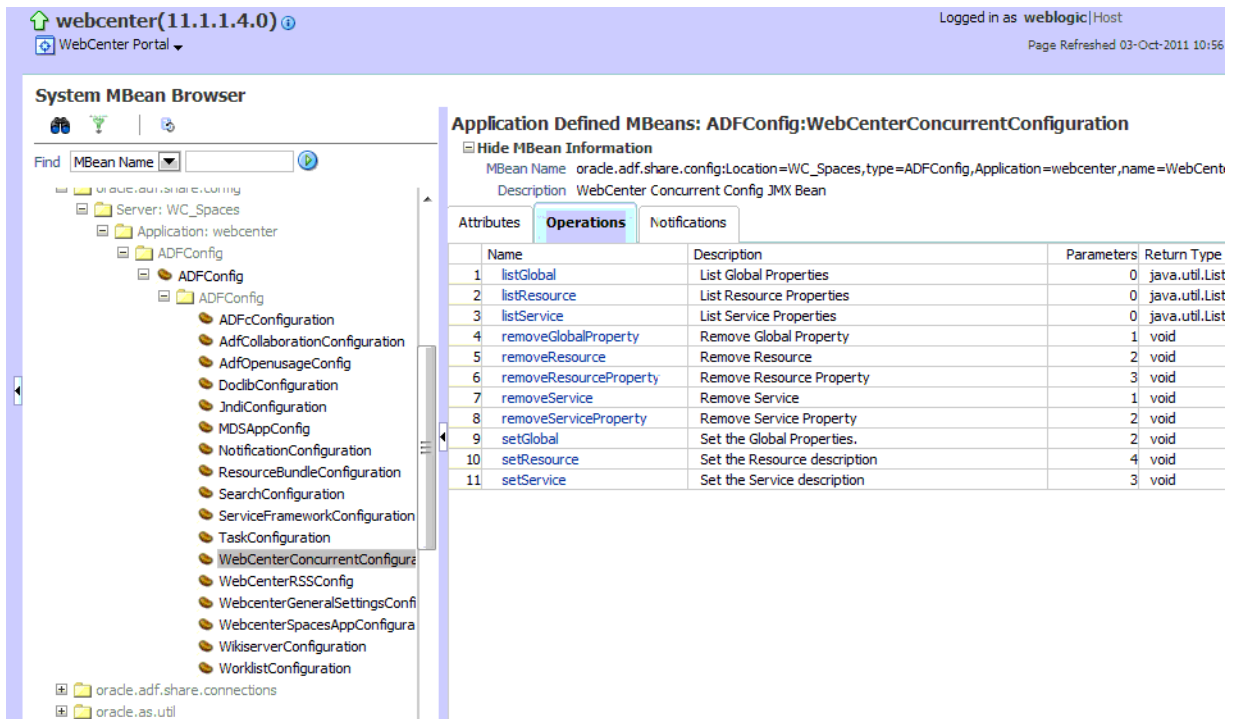 webcenter(11.1.1.4.0)
Logged in as weblogic|Host
WebCenter Portal
Page Refreshed 03-Oct-2011 10:56
System MBean Browser
Find MBean Name
oracle.adf.share.config
Server: WC_Spaces
Application: webcenter
ADFConfig
ADFConfig
ADFConfig
ADFcConfiguration
AdfCollaborationConfiguration
AdfOpenusageConfig
DoclibConfiguration
JndiConfiguration
MDSAppConfig
NotificationConfiguration
ResourceBundleConfiguration
SearchConfiguration
ServiceFrameworkConfiguration
TaskConfiguration
WebCenterConcurrentConfigura
WebCenterRSSConfig
WebcenterGeneralSettingsConfi
WebcenterSpacesAppConfigura
WikiserverConfiguration
WorklistConfiguration
oracle.adf.share.connections
oracle.as.util
Application Defined MBeans: ADFConfig:WebCenterConcurrentConfiguration
Hide MBean Information
MBean Name oracle.adf.share.config:Location=WC_Spaces,type=ADFConfig,Application=webcenter,name=WebCente
Description WebCenter Concurrent Config JMX Bean
Attributes Operations Notifications
Name Description Parameters Return Type
1 listGlobal List Global Properties 0 java.util.List
2 listResource List Resource Properties 0 java.util.List
3 listService List Service Properties 0 java.util.List
4 removeGlobalProperty Remove Global Property 1 void
5 removeResource Remove Resource 2 void
6 removeResourceProperty Remove Resource Property 3 void
7 removeService Remove Service 1 void
8 removeServiceProperty Remove Service Property 2 void
9 setGlobal Set the Global Properties. 2 void
10 setResource Set the Resource description 4 void
11 setService Set the Service description 3 void